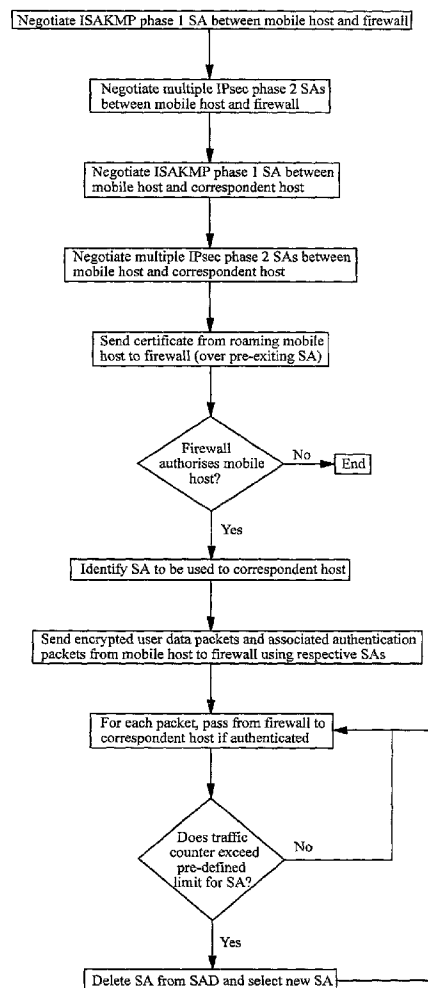 Negotiate ISAKMP phase 1 SA between mobile host and firewall
Negotiate multiple IPsec phase 2 SAs
between mobile host and firewall
Negotiate ISAKMP phase 1 SA between
mobile host and correspondent host
Negotiate multiple IPsec phase 2 SAs between
mobile host and correspondent host
Send certificate from roaming mobile
host to firewall (over pre-exiting SA)
Firewall
authorises mobile
host?
No
End
Yes
Identify SA to be used to correspondent host
Send encrypted user data packets and associated authentication
packets from mobile host to firewall using respective SAs
For each packet, pass from firewall to
correspondent host if authenticated
Does traffic
counter exceed
pre-defined
limit for SA?
No
Yes
Delete SA from SAD and select new SA